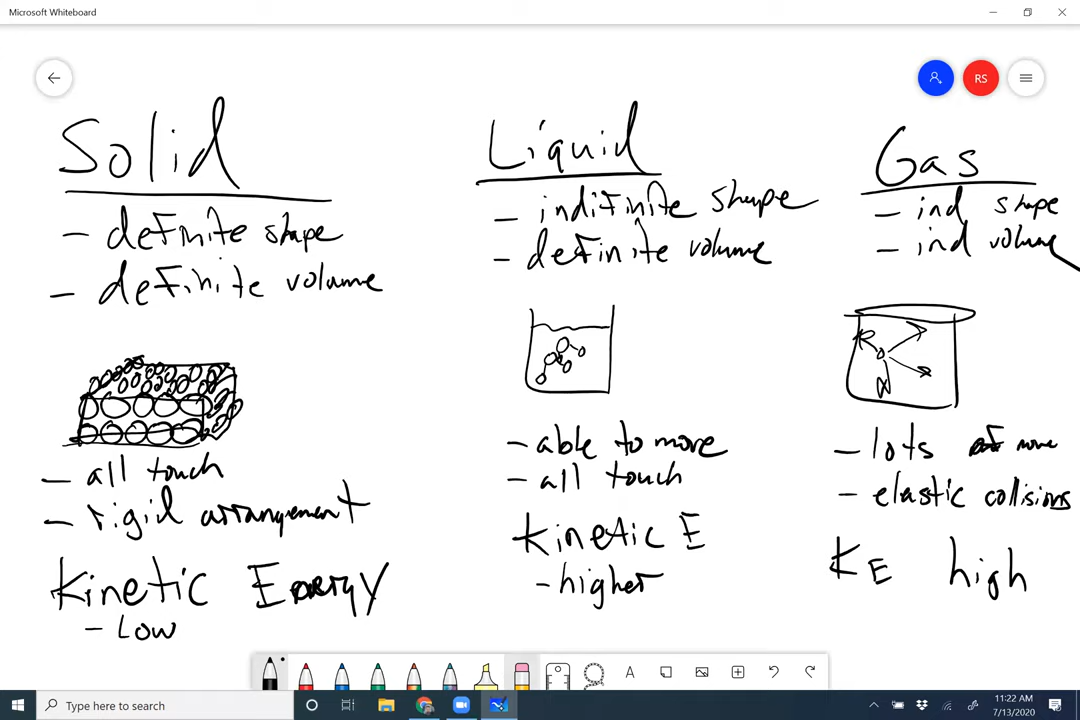 Microsoft Whiteboard
RS
Solid
- definite shape
- definite volume
- all touch
- rigid arrangement
Kinetic Energy
- Low
Liquid
- indifinite shape
- definite volume
- able to move
- all touch
Kinetic E
- higher
Gas
- ind shape
- ind volume
- lots move
- elastic collisions
KE high
A
Type here to search
11:22 AM
7/13/2020